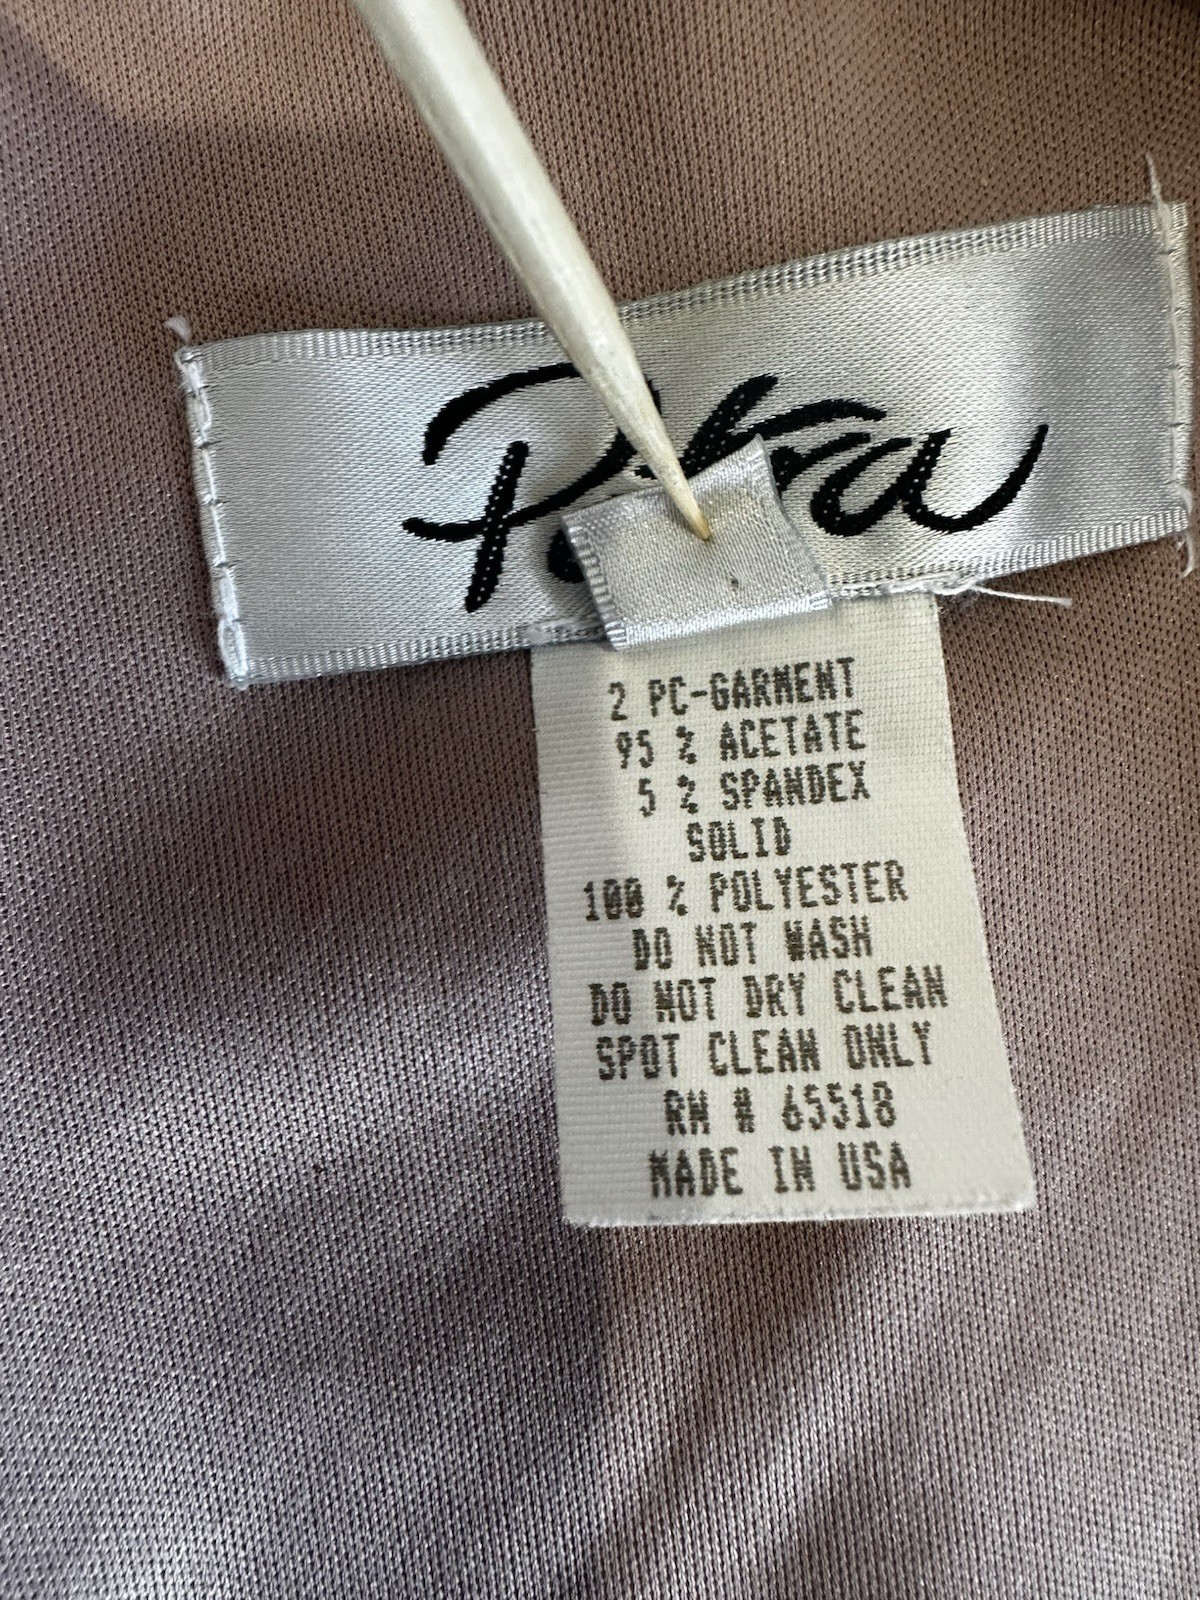 Patra
2 PC-GARMENT
95 % ACETATE
5 % SPANDEX
SOLID
100 % POLYESTER
DO NOT WASH
DO NOT DRY CLEAN
SPOT CLEAN ONLY
RN # 65518
MADE IN USA